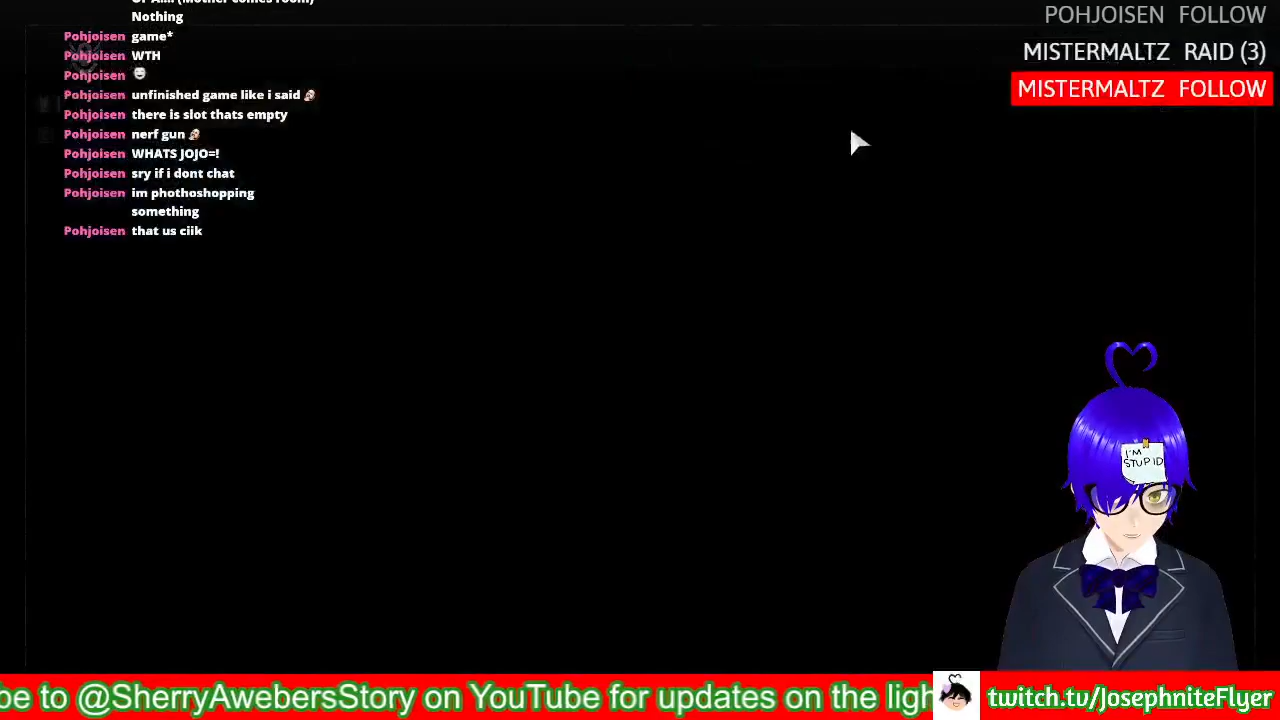 Nothing
Pohjoisen game*
Pohjoisen WTH
Pohjoisen
Pohjoisen unfinished game like i said
Pohjoisen there is slot thats empty
Pohjoisen nerf gun
Pohjoisen WHATS JOJO=!
Pohjoisen sry if i dont chat
Pohjoisen im phothoshopping
something
Pohjoisen that us ciik
POHJOISEN FOLLOW
MISTERMALTZ RAID (3)
MISTERMALTZ FOLLOW
I'M
STUPID
be to @SherryAwebersStory on YouTube for updates on the ligh
twitch.tv/JosephniteFlyer